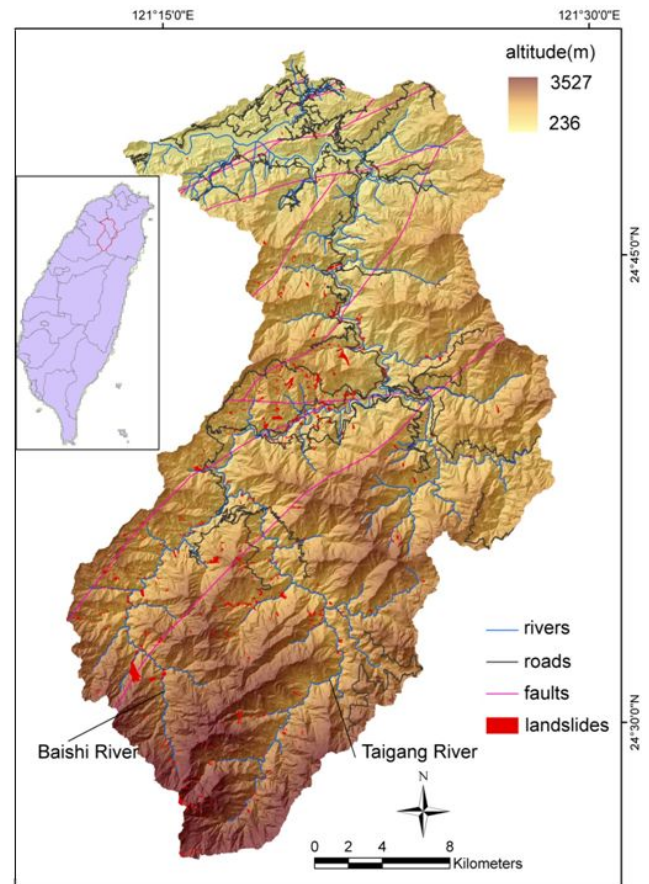 121°15'0"E
121°30'0"E
altitude(m)
3527
236
24°45'0"N
rivers
roads
faults
landslides
24°30'0"N
Baishi River
Taigang River
N
0 2 4 8
Kilometers